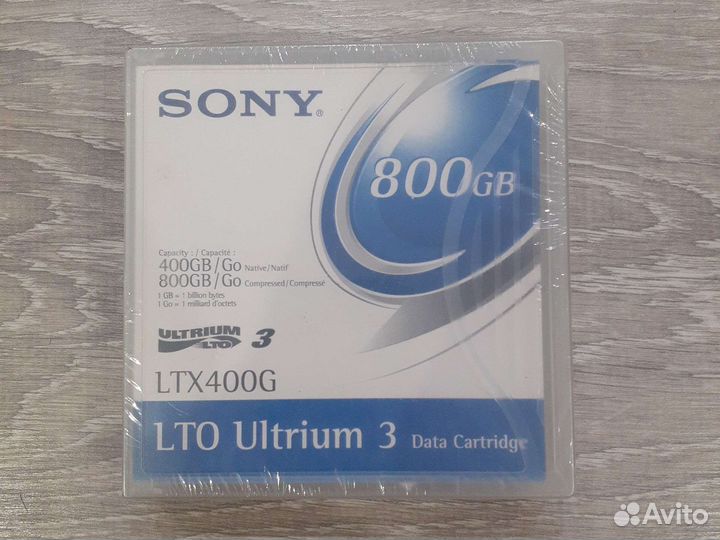 SONY®
800GB
Capacity : / Capacité :
400GB/Go Native/Natif
800GB/Go Compressed/Compressé
1 GB = 1 billion bytes
1 Go = 1 milliard d'octets
ULTRIUM LTO 3
LTX400G
LTO Ultrium 3 Data Cartridge
Avito